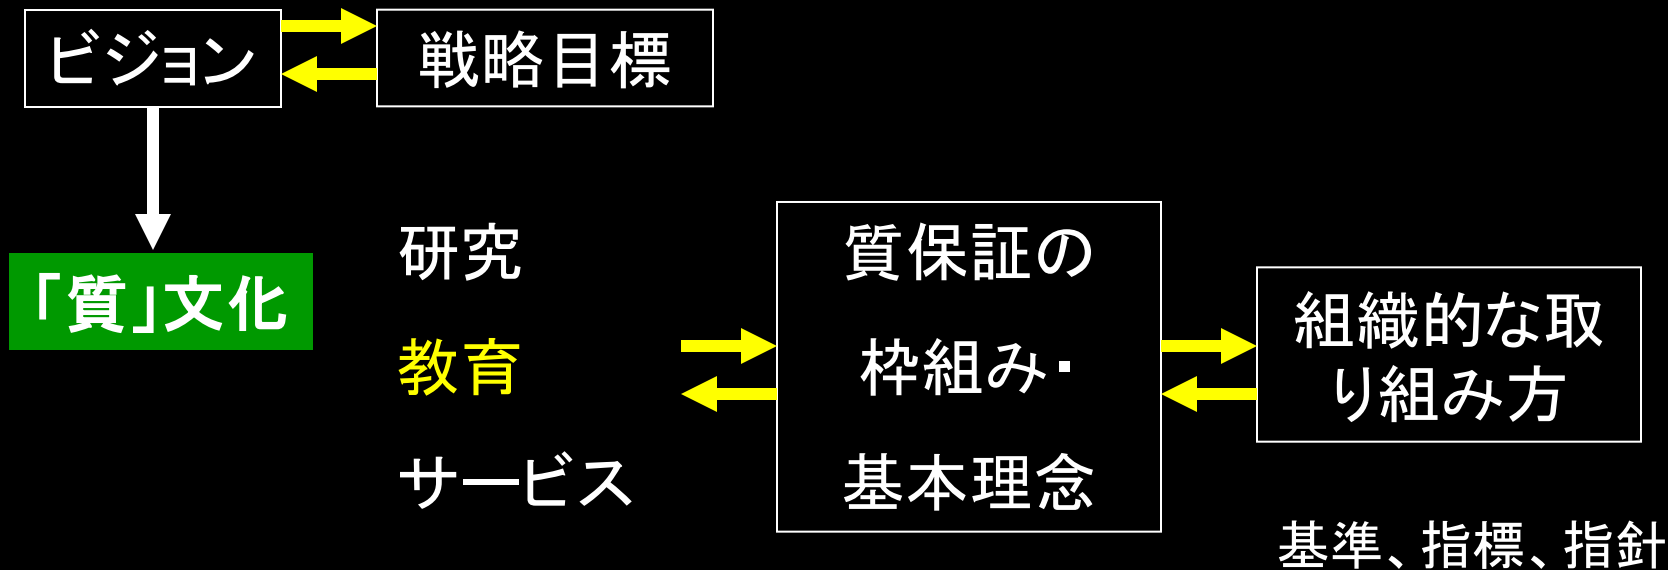 ビジョン
戦略目標
「質」文化
研究
教育
サービス
質保証の
枠組み・
基本理念
組織的な取
り組み方
基準、指標、指針